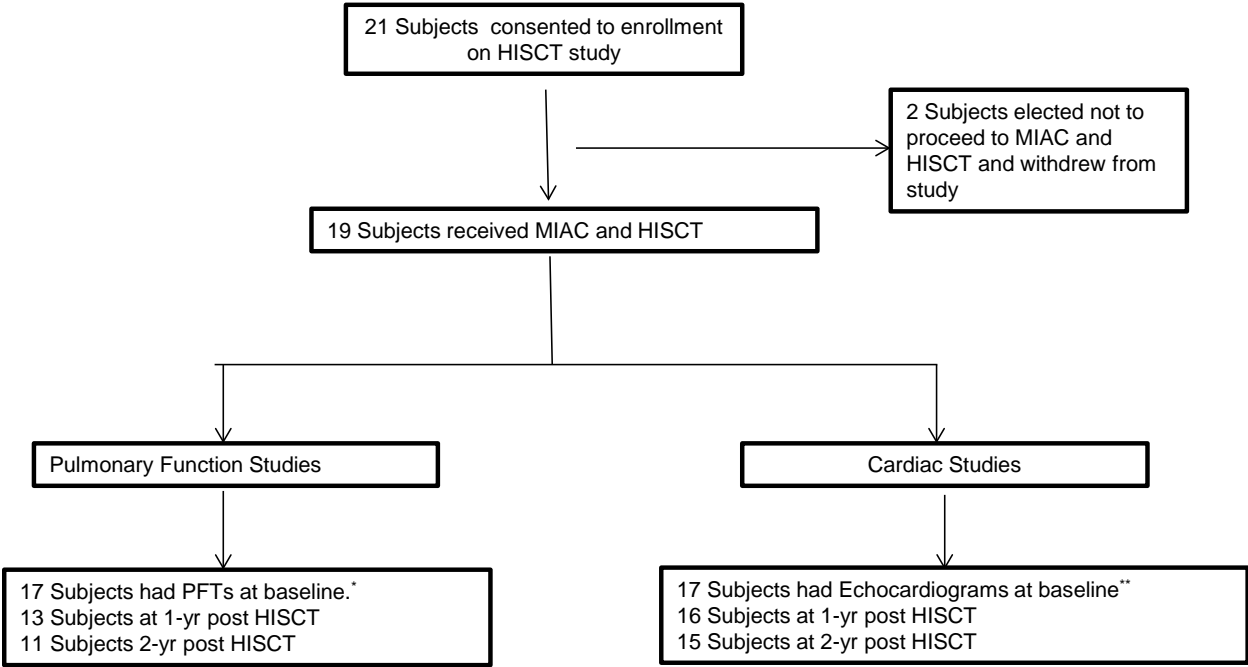 21 Subjects  consented to enrollment
on HISCT study
2 Subjects elected not to
proceed to MIAC and
HISCT and withdrew from
study
19 Subjects received MIAC and HISCT
Pulmonary Function Studies
Cardiac Studies
17 Subjects had PFTs at baseline.*
13 Subjects at 1-yr post HISCT
11 Subjects 2-yr post HISCT
17 Subjects had Echocardiograms at baseline**
16 Subjects at 1-yr post HISCT
15 Subjects at 2-yr post HISCT